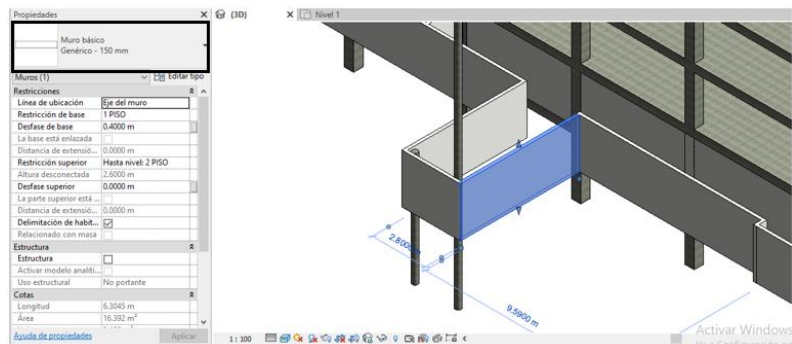 Propiedades
{3D}
Nivel 1
Muro básico
Genérico - 150 mm
Muros (1)
Editar tipo
Restricciones
Línea de ubicación Eje del muro
Restricción de base 1 PISO
Desfase de base 0.4000 m
La base está enlazada
Distancia de extensió... 0.0000 m
Restricción superior Hasta nivel: 2 PISO
Altura desconectada 2.6000 m
Desfase superior 0.0000 m
La parte superior está ...
Distancia de extensió... 0.0000 m
Delimitación de habit...
Relacionado con masa
Estructura
Estructura
Activar modelo analíti...
Uso estructural No portante
Cotas
Longitud 6.3045 m
Área 16.392 m²
Ayuda de propiedades
Aplicar
2.8000
9.5900 m
1 : 100
Activar Windows